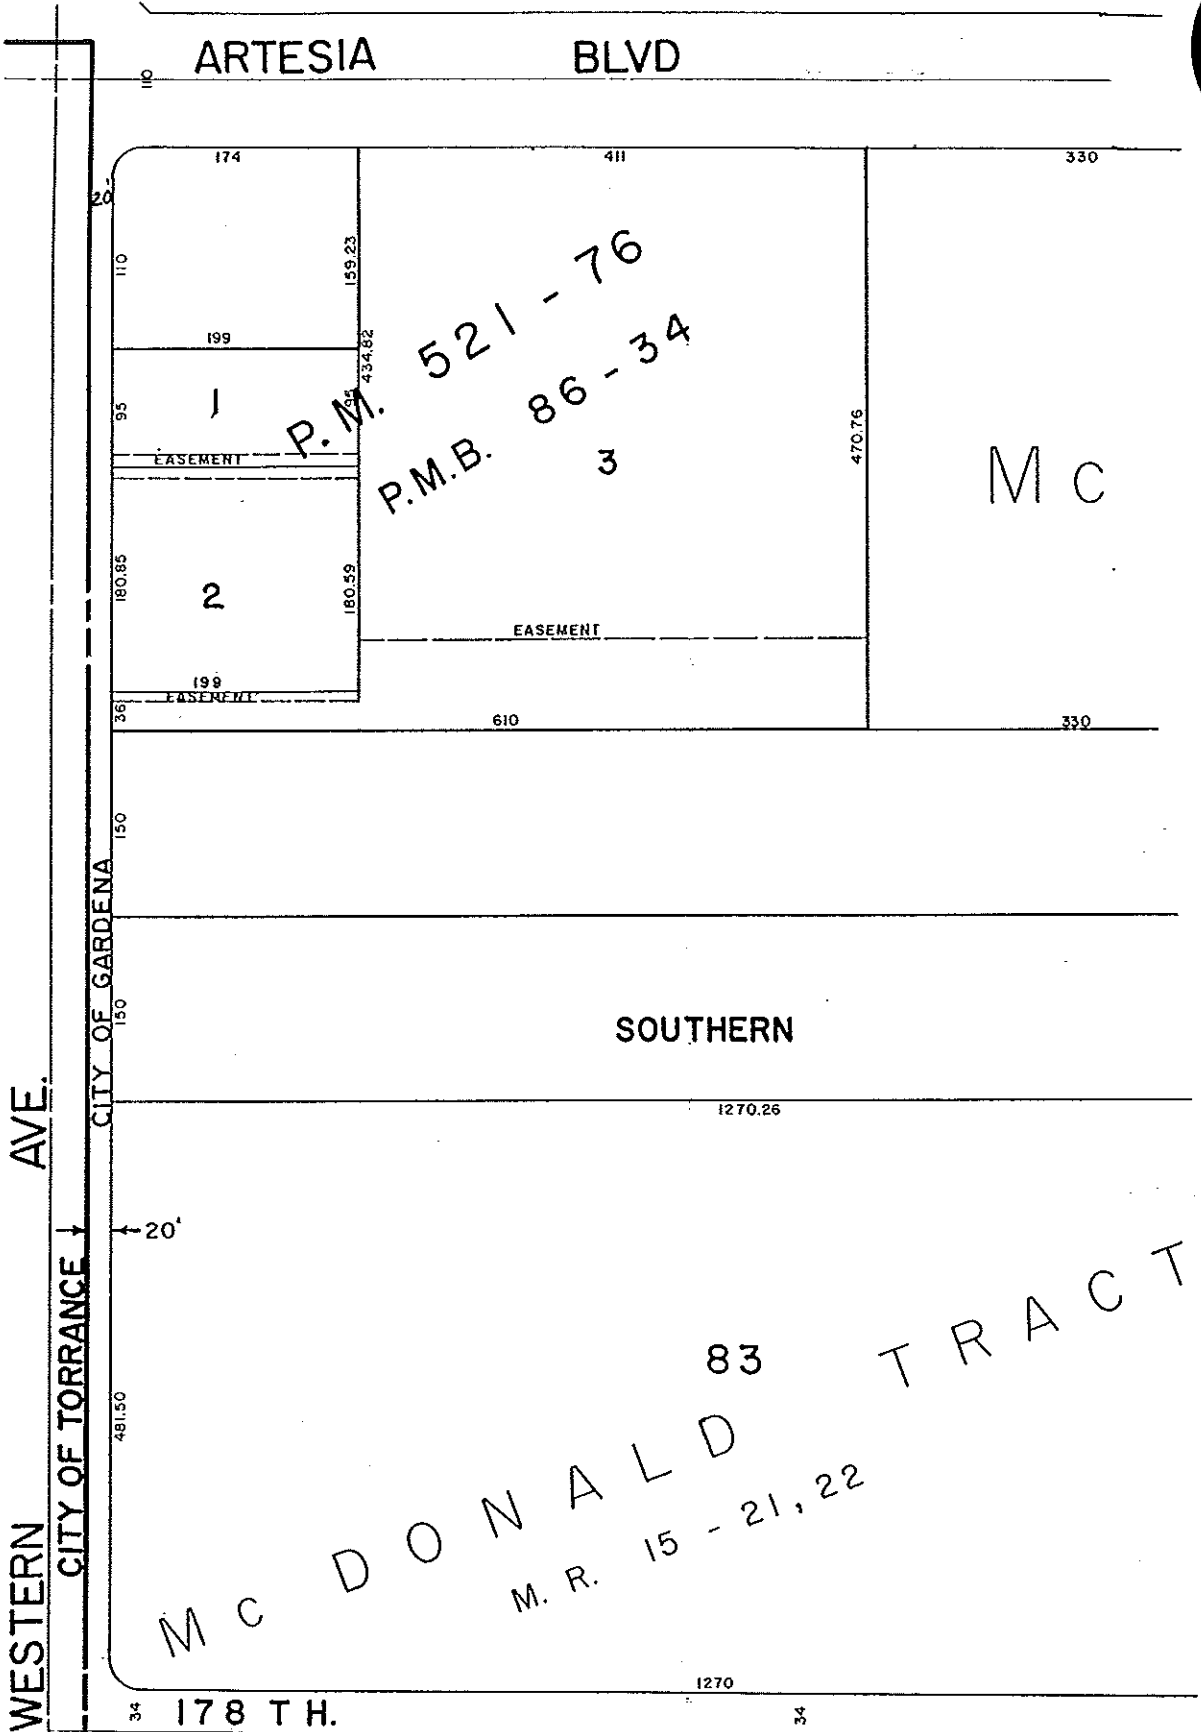 ARTESIA BLVD
110
174
411
330
20'
110
159.23
199
434.82
P.M. 521 - 76
P.M.B. 86 - 34
1
95
95
EASEMENT
3
470.76
Mc
180.85
2
180.59
EASEMENT
199
EASEMENT
36
610
330
150
CITY OF GARDENA
150
SOUTHERN
1270.26
WESTERN AVE.
20'
CITY OF TORRANCE
83
481.50
Mc DONALD TRACT
M. R. 15 - 21, 22
1270
34
178 TH.
34